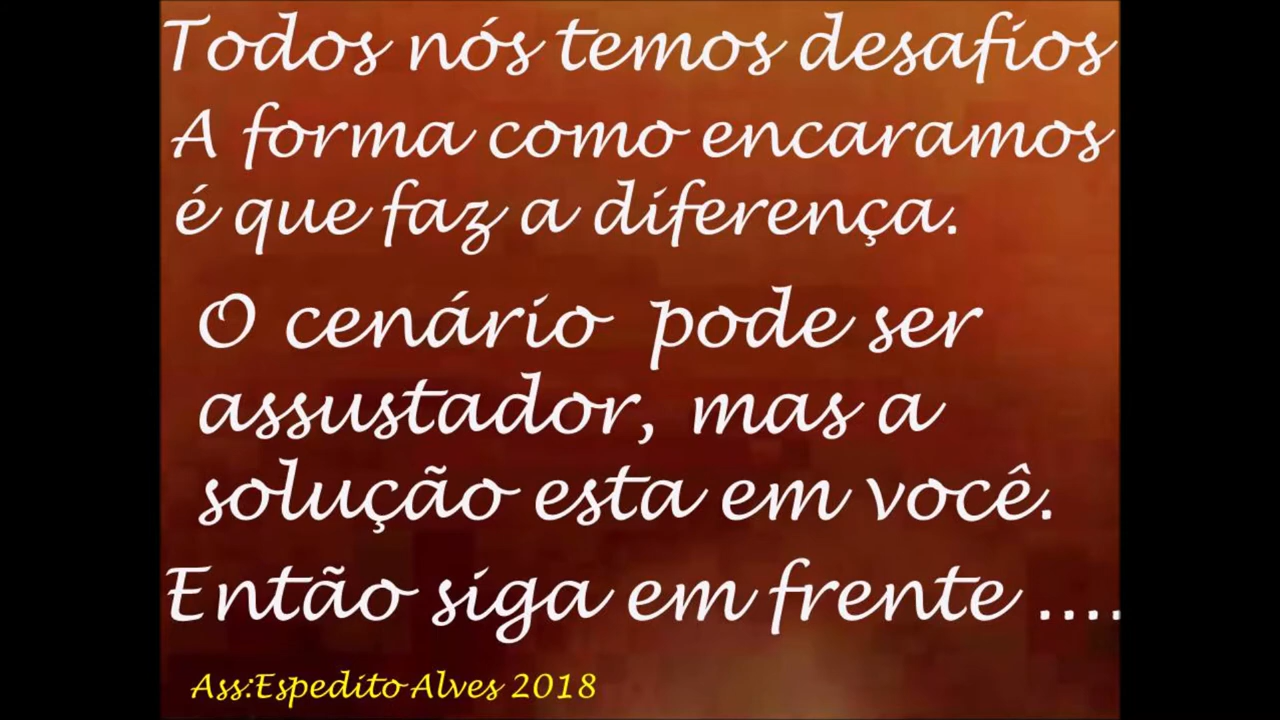 Todos nós temos desafios
A forma como encaramos
é que faz a diferença.
O cenário pode ser
assustador, mas a
solução esta em você.
Então siga em frente ....
Ass:Espedito Alves 2018